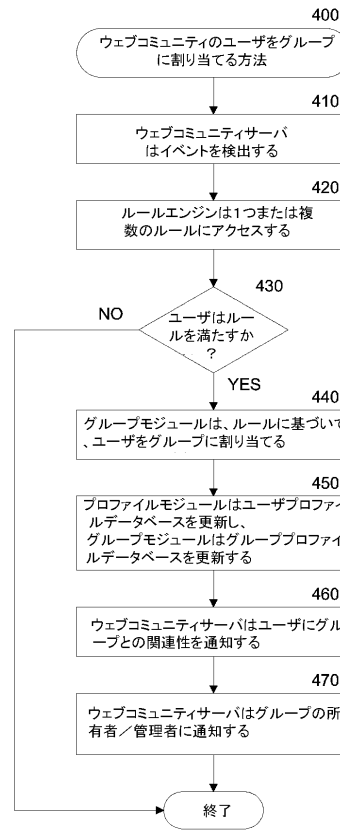 400
ウェブコミュニティのユーザをグループ
に割り当てる方法
410
ウェブコミュニティサーバ
はイベントを検出する
420
ルールエンジンは1つまたは複
数のルールにアクセスする
430
ユーザはルー
ルを満たすか
?
NO
YES
440
グループモジュールは、ルールに基づいて
、ユーザをグループに割り当てる
450
プロファイルモジュールはユーザプロファイ
ルデータベースを更新し、
グループモジュールはグループプロファイ
ルデータベースを更新する
460
ウェブコミュニティサーバはユーザにグル
ープとの関連性を通知する
470
ウェブコミュニティサーバはグループの所
有者/管理者に通知する
終了